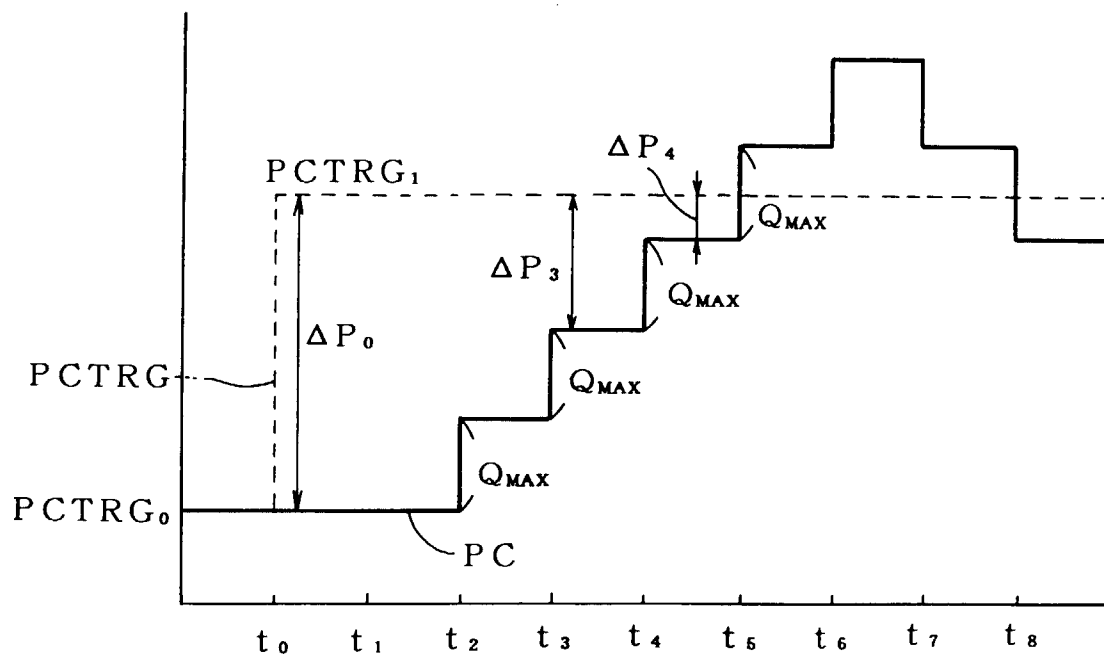 ΔP₄
PCTRG₁
Q_MAX
ΔP₃
Q_MAX
ΔP₀
PCTRG
Q_MAX
Q_MAX
PCTRG₀
PC
t₀ t₁ t₂ t₃ t₄ t₅ t₆ t₇ t₈